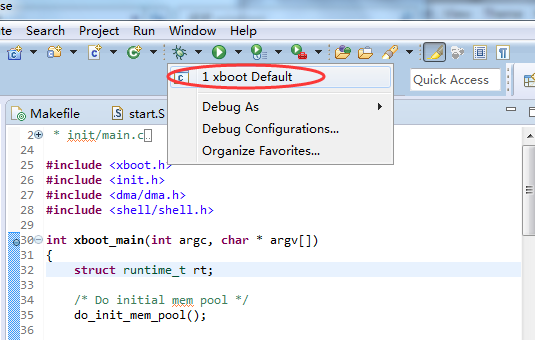 se
te Search Project Run Window Help
1 xboot Default
Debug As
Debug Configurations...
Organize Favorites...
Quick Access
Makefile
start.S
2 * init/main.c
24
25 #include <xboot.h>
26 #include <init.h>
27 #include <dma/dma.h>
28 #include <shell/shell.h>
29
30 int xboot_main(int argc, char * argv[])
31 {
32 struct runtime_t rt;
33
34 /* Do initial mem pool */
35 do_init_mem_pool();
36